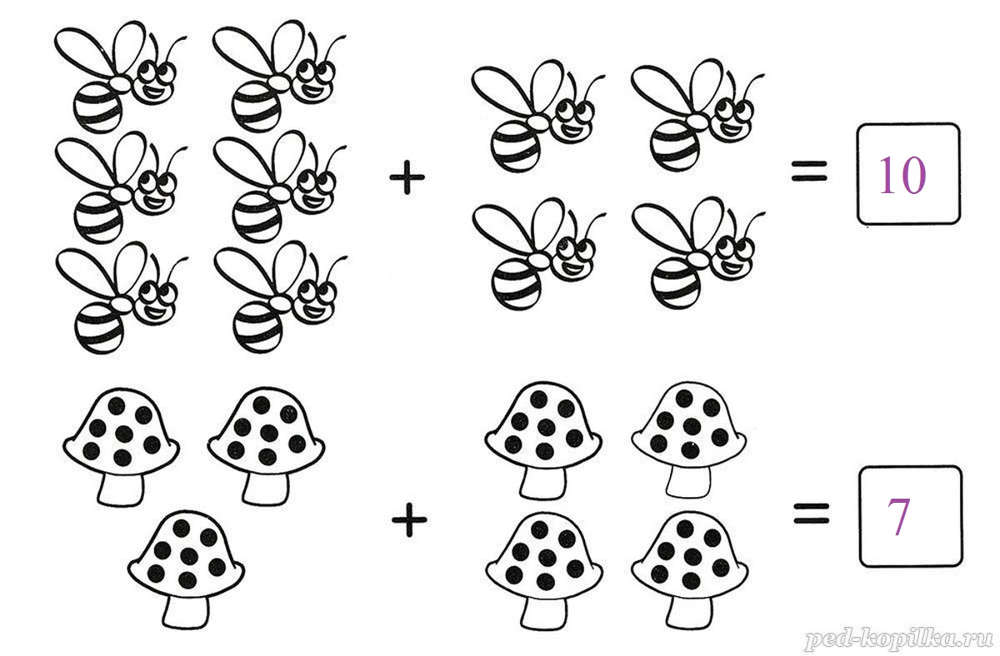 + = 10
+ = 7
ped-kopilka.ru